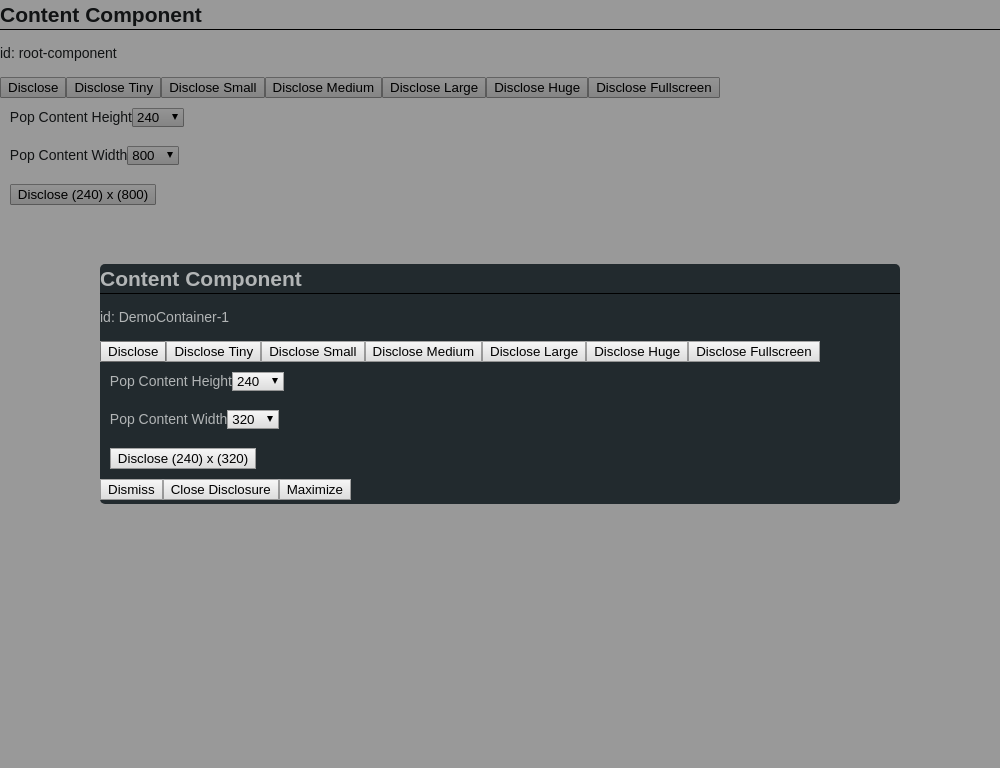 Content Component
id: root-component
Disclose Disclose Tiny Disclose Small Disclose Medium Disclose Large Disclose Huge Disclose Fullscreen
Pop Content Height 240
Pop Content Width 800
Disclose (240) x (800)
Content Component
id: DemoContainer-1
Disclose Disclose Tiny Disclose Small Disclose Medium Disclose Large Disclose Huge Disclose Fullscreen
Pop Content Height 240
Pop Content Width 320
Disclose (240) x (320)
Dismiss Close Disclosure Maximize